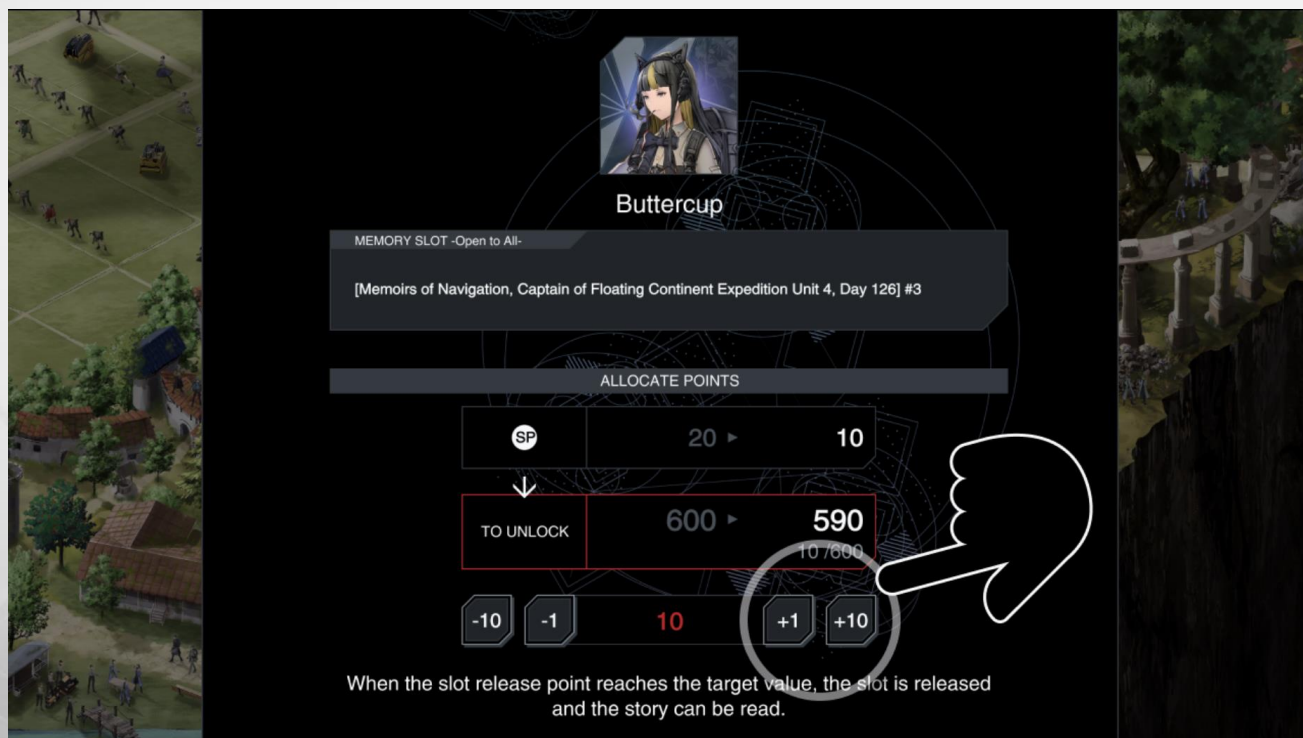 Buttercup
MEMORY SLOT -Open to All-
[Memoirs of Navigation, Captain of Floating Continent Expedition Unit 4, Day 126] #3
ALLOCATE POINTS
SP 20 ▸ 10
TO UNLOCK 600 ▸ 590
10 /600
-10 -1 10 +1 +10
When the slot release point reaches the target value, the slot is released
and the story can be read.